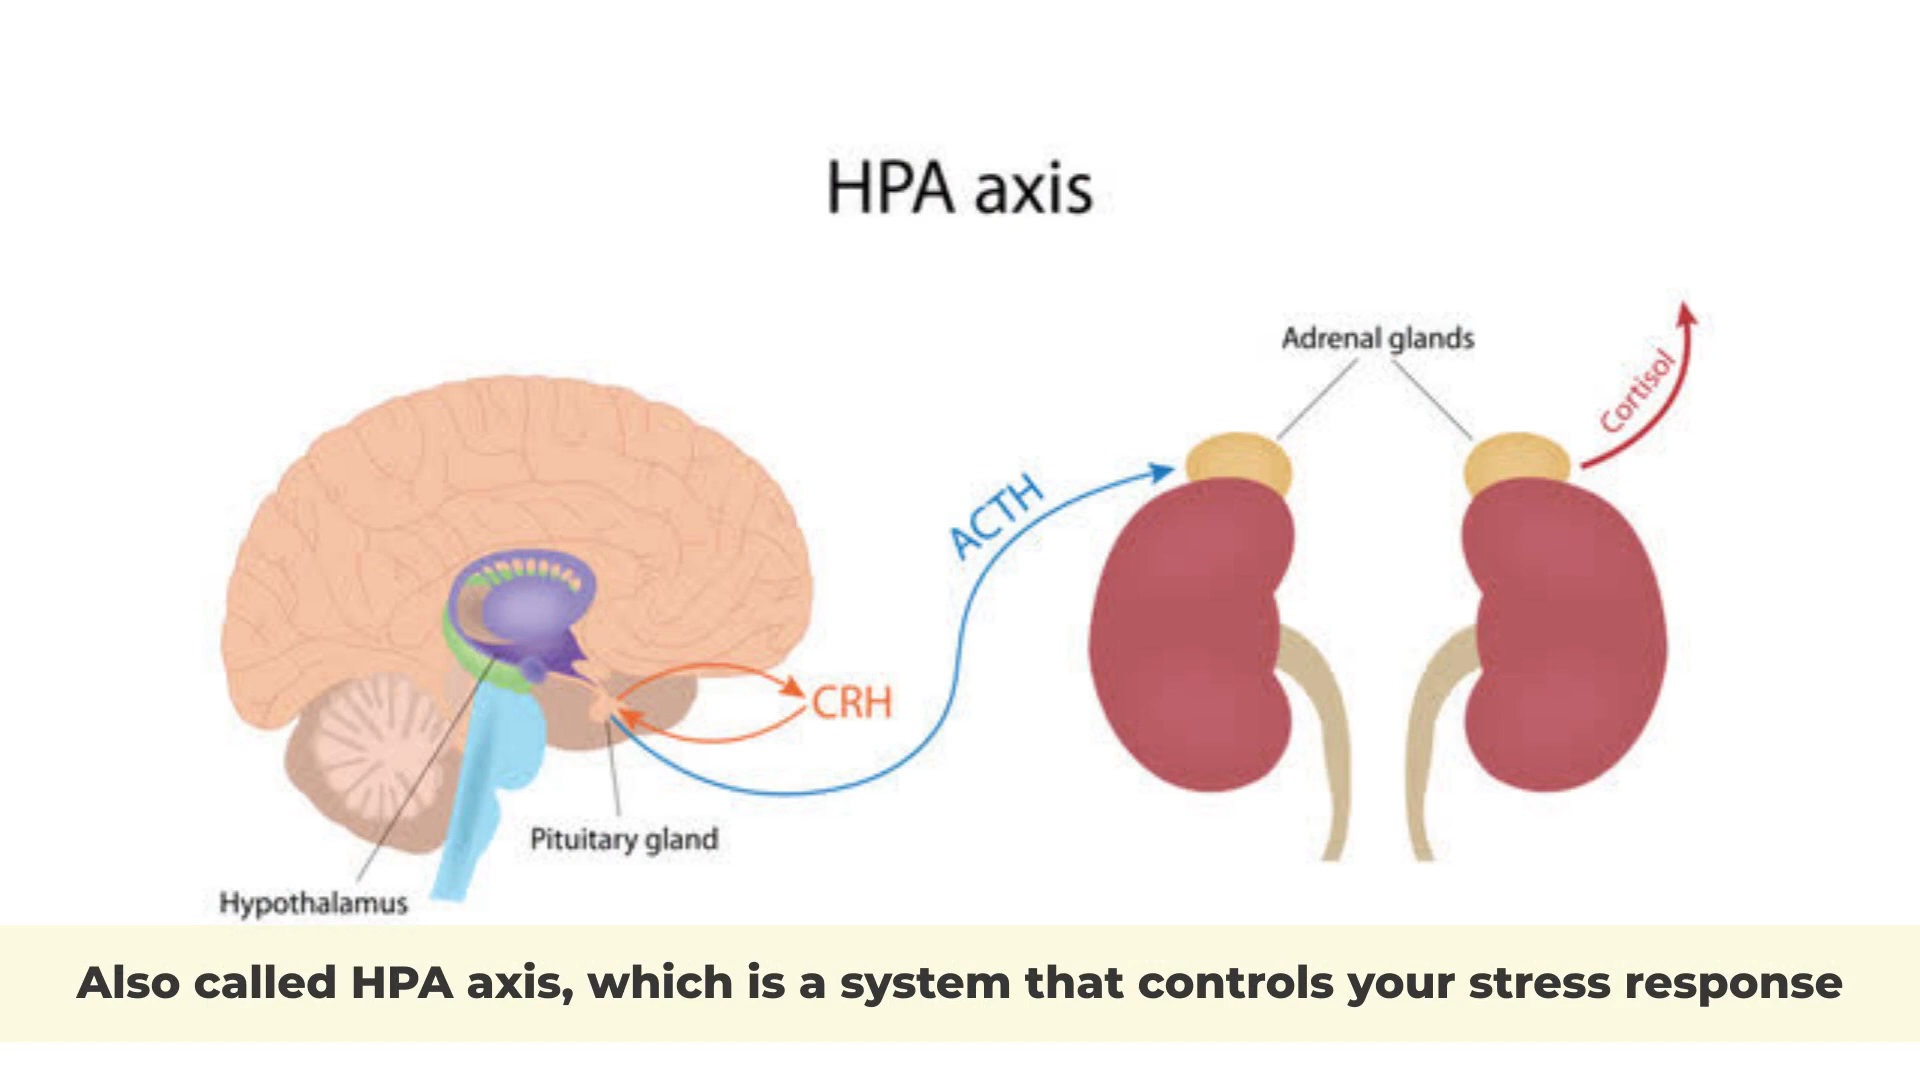 HPA axis
Adrenal glands
Cortisol
ACTH
CRH
Pituitary gland
Hypothalamus
Also called HPA axis, which is a system that controls your stress response